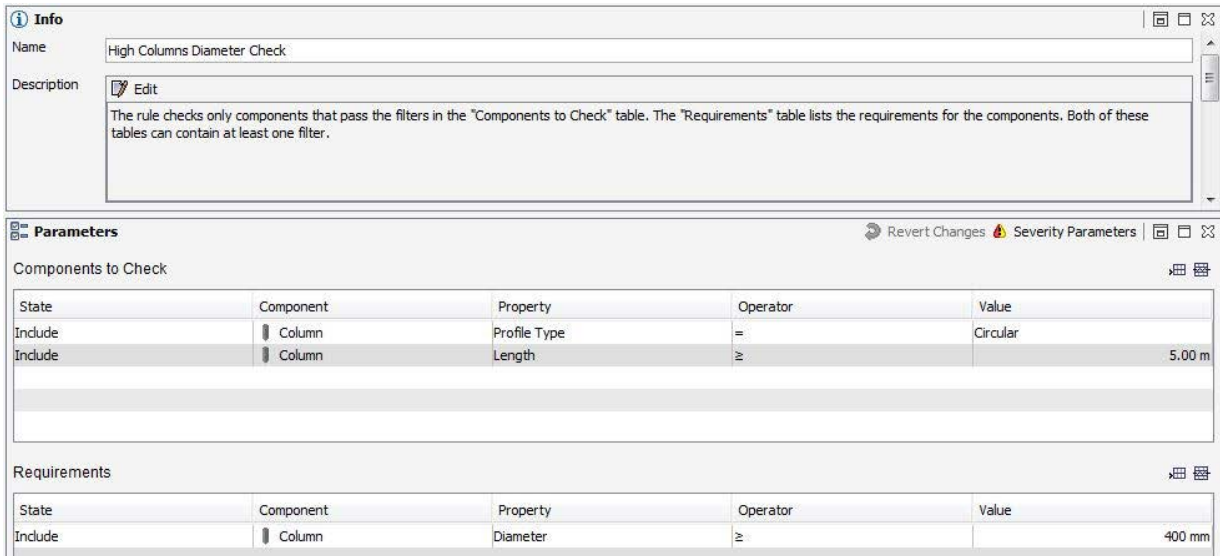 Info
Name
High Columns Diameter Check
Description
Edit
The rule checks only components that pass the filters in the "Components to Check" table. The "Requirements" table lists the requirements for the components. Both of these
tables can contain at least one filter.
Parameters
Revert Changes Severity Parameters
Components to Check
State Component Property Operator Value
Include Column Profile Type = Circular
Include Column Length ≥ 5.00 m
Requirements
State Component Property Operator Value
Include Column Diameter ≥ 400 mm